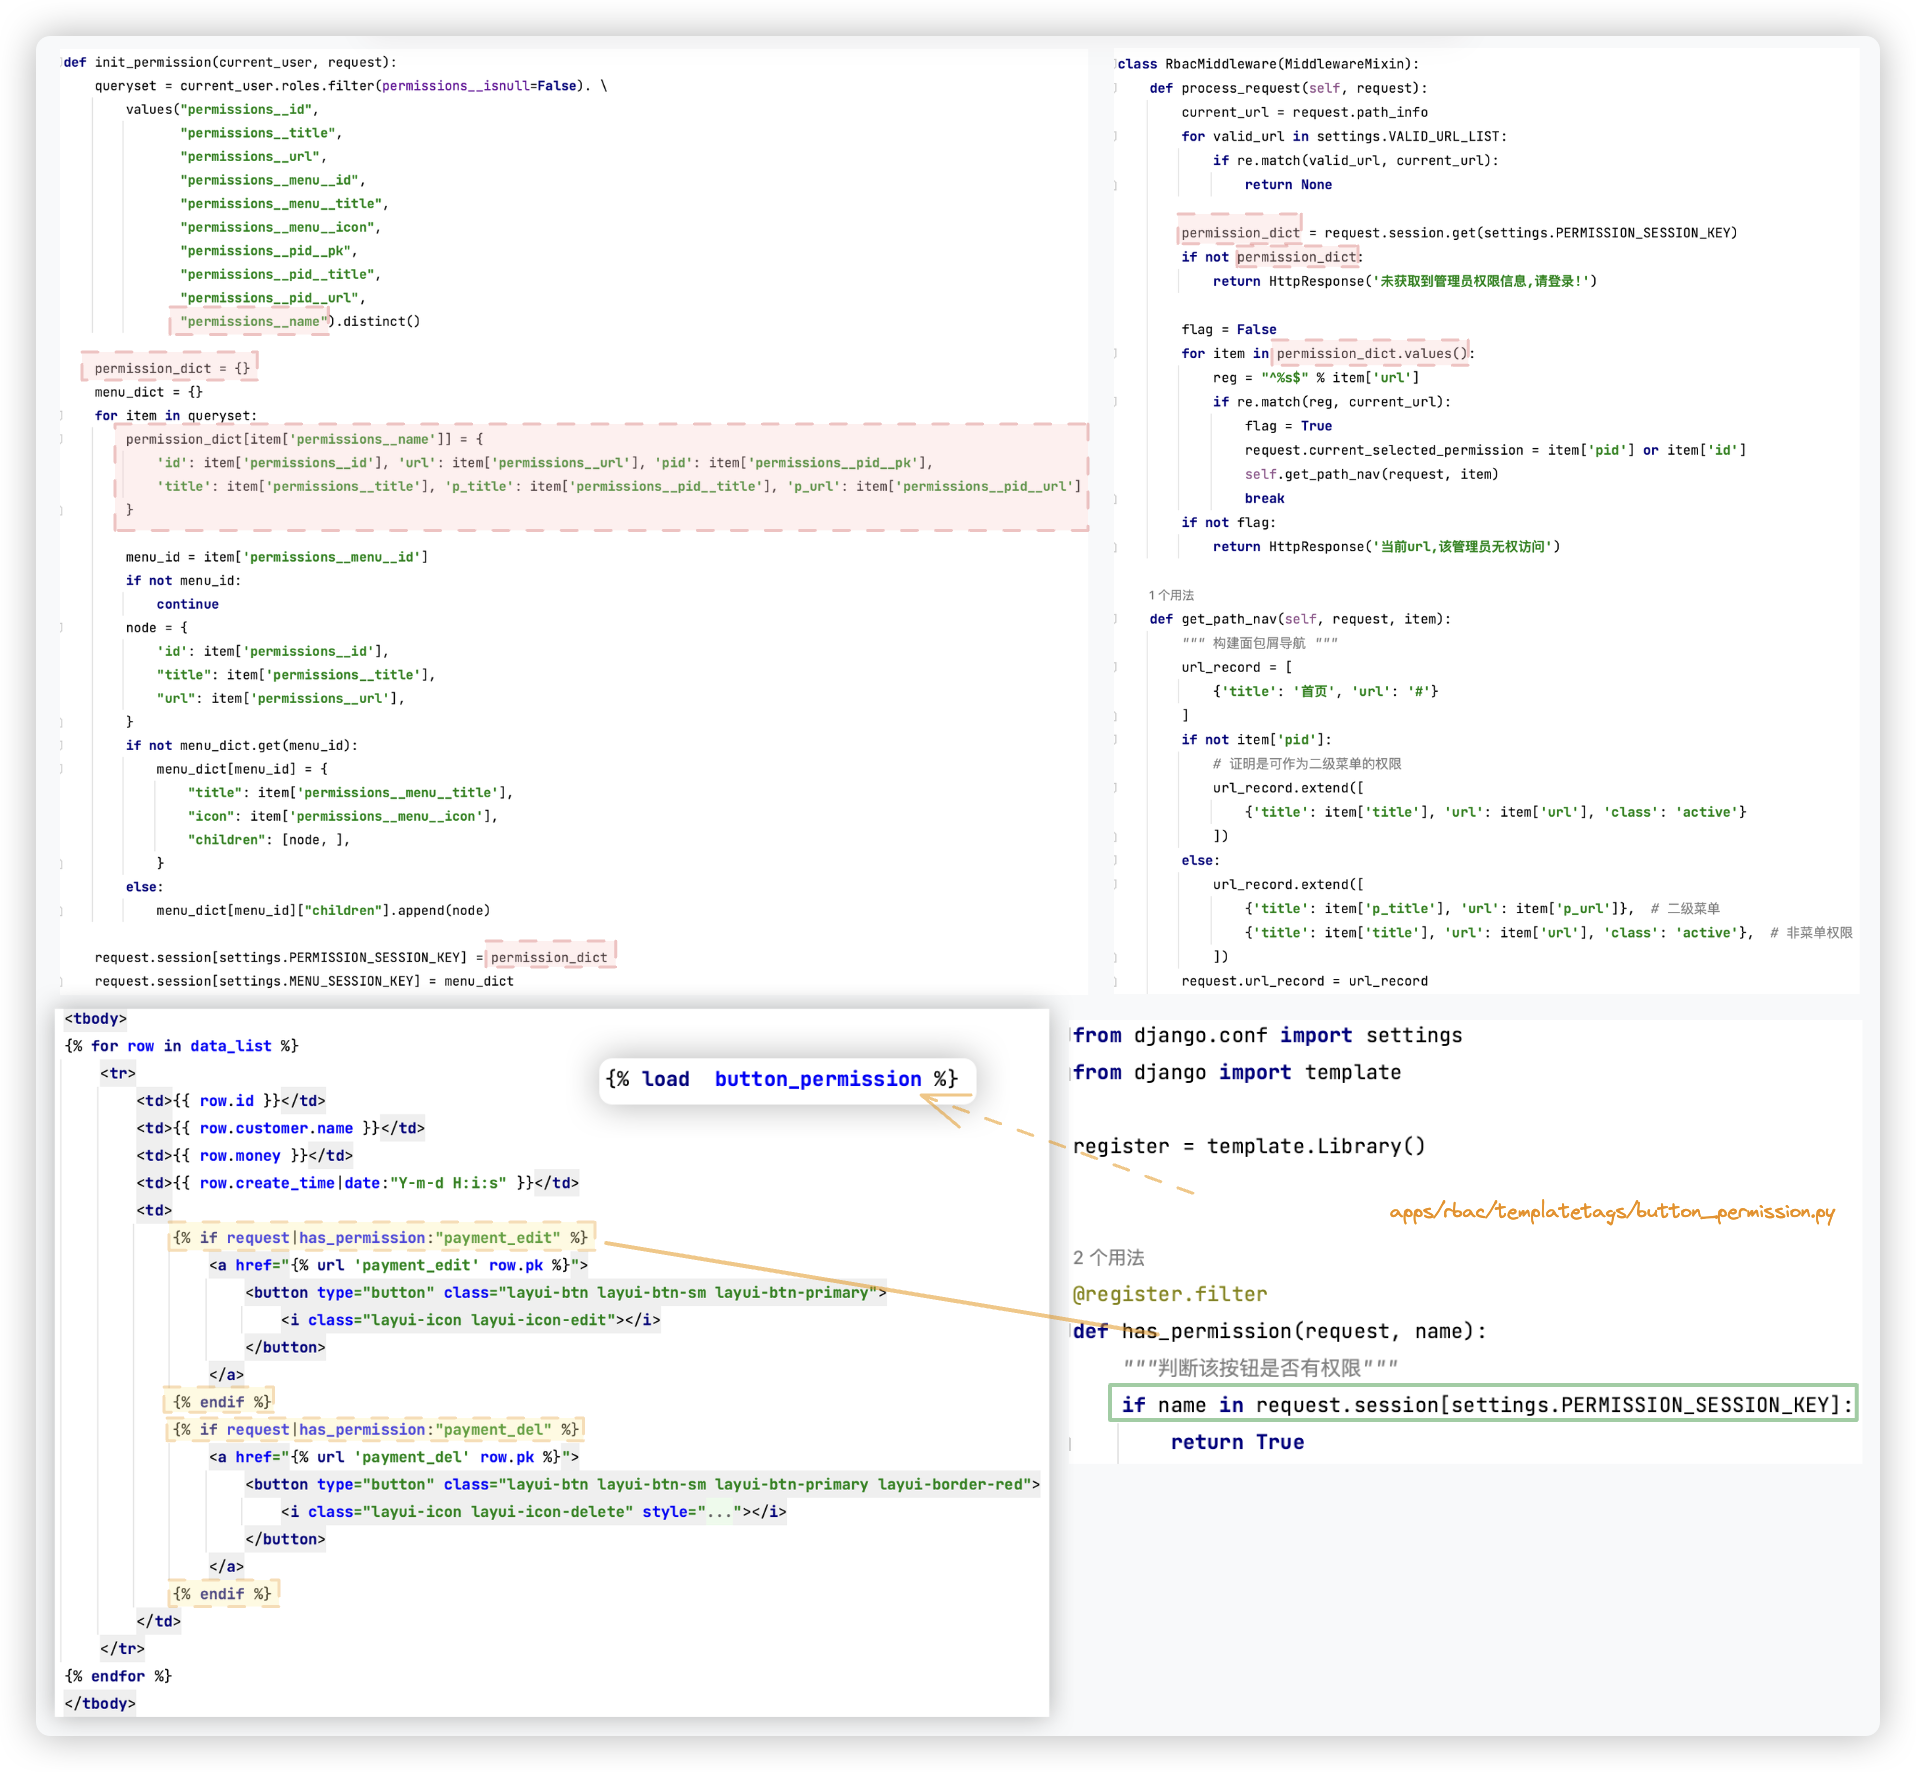 def init_permission(current_user, request):
    queryset = current_user.roles.filter(permissions__isnull=False). \
        values("permissions__id",
               "permissions__title",
               "permissions__url",
               "permissions__menu__id",
               "permissions__menu__title",
               "permissions__menu__icon",
               "permissions__pid__pk",
               "permissions__pid__title",
               "permissions__pid__url",
               "permissions__name").distinct()
    permission_dict = {}
    menu_dict = {}
    for item in queryset:
        permission_dict[item['permissions__name']] = {
            'id': item['permissions__id'], 'url': item['permissions__url'], 'pid': item['permissions__pid__pk'],
            'title': item['permissions__title'], 'p_title': item['permissions__pid__title'], 'p_url': item['permissions__pid__url']
        }
        menu_id = item['permissions__menu__id']
        if not menu_id:
            continue
        node = {
            'id': item['permissions__id'],
            "title": item['permissions__title'],
            "url": item['permissions__url'],
        }
        if not menu_dict.get(menu_id):
            menu_dict[menu_id] = {
                "title": item['permissions__menu__title'],
                "icon": item['permissions__menu__icon'],
                "children": [node, ],
            }
        else:
            menu_dict[menu_id]["children"].append(node)
    request.session[settings.PERMISSION_SESSION_KEY] = permission_dict
    request.session[settings.MENU_SESSION_KEY] = menu_dict
class RbacMiddleware(MiddlewareMixin):
    def process_request(self, request):
        current_url = request.path_info
        for valid_url in settings.VALID_URL_LIST:
            if re.match(valid_url, current_url):
                return None
        permission_dict = request.session.get(settings.PERMISSION_SESSION_KEY)
        if not permission_dict:
            return HttpResponse('未获取到管理员权限信息,请登录!')
        flag = False
        for item in permission_dict.values():
            reg = "^%s$" % item['url']
            if re.match(reg, current_url):
                flag = True
                request.current_selected_permission = item['pid'] or item['id']
                self.get_path_nav(request, item)
                break
        if not flag:
            return HttpResponse('当前url,该管理员无权访问')
    1 个用法
    def get_path_nav(self, request, item):
        """ 构建面包屑导航 """
        url_record = [
            {'title': '首页', 'url': '#'}
        ]
        if not item['pid']:
            # 证明是可作为二级菜单的权限
            url_record.extend([
                {'title': item['title'], 'url': item['url'], 'class': 'active'}
            ])
        else:
            url_record.extend([
                {'title': item['p_title'], 'url': item['p_url']},  # 二级菜单
                {'title': item['title'], 'url': item['url'], 'class': 'active'},  # 非菜单权限
            ])
        request.url_record = url_record
<tbody>
{% for row in data_list %}
    <tr>
        <td>{{ row.id }}</td>
        <td>{{ row.customer.name }}</td>
        <td>{{ row.money }}</td>
        <td>{{ row.create_time|date:"Y-m-d H:i:s" }}</td>
        <td>
            {% if request|has_permission:"payment_edit" %}
                <a href="{% url 'payment_edit' row.pk %}">
                    <button type="button" class="layui-btn layui-btn-sm layui-btn-primary">
                        <i class="layui-icon layui-icon-edit"></i>
                    </button>
                </a>
            {% endif %}
            {% if request|has_permission:"payment_del" %}
                <a href="{% url 'payment_del' row.pk %}">
                    <button type="button" class="layui-btn layui-btn-sm layui-btn-primary layui-border-red">
                        <i class="layui-icon layui-icon-delete" style="..."></i>
                    </button>
                </a>
            {% endif %}
        </td>
    </tr>
{% endfor %}
</tbody>
{% load button_permission %}
from django.conf import settings
from django import template
register = template.Library()
apps/rbac/templatetags/button_permission.py
2 个用法
@register.filter
def has_permission(request, name):
    """判断该按钮是否有权限"""
    if name in request.session[settings.PERMISSION_SESSION_KEY]:
        return True